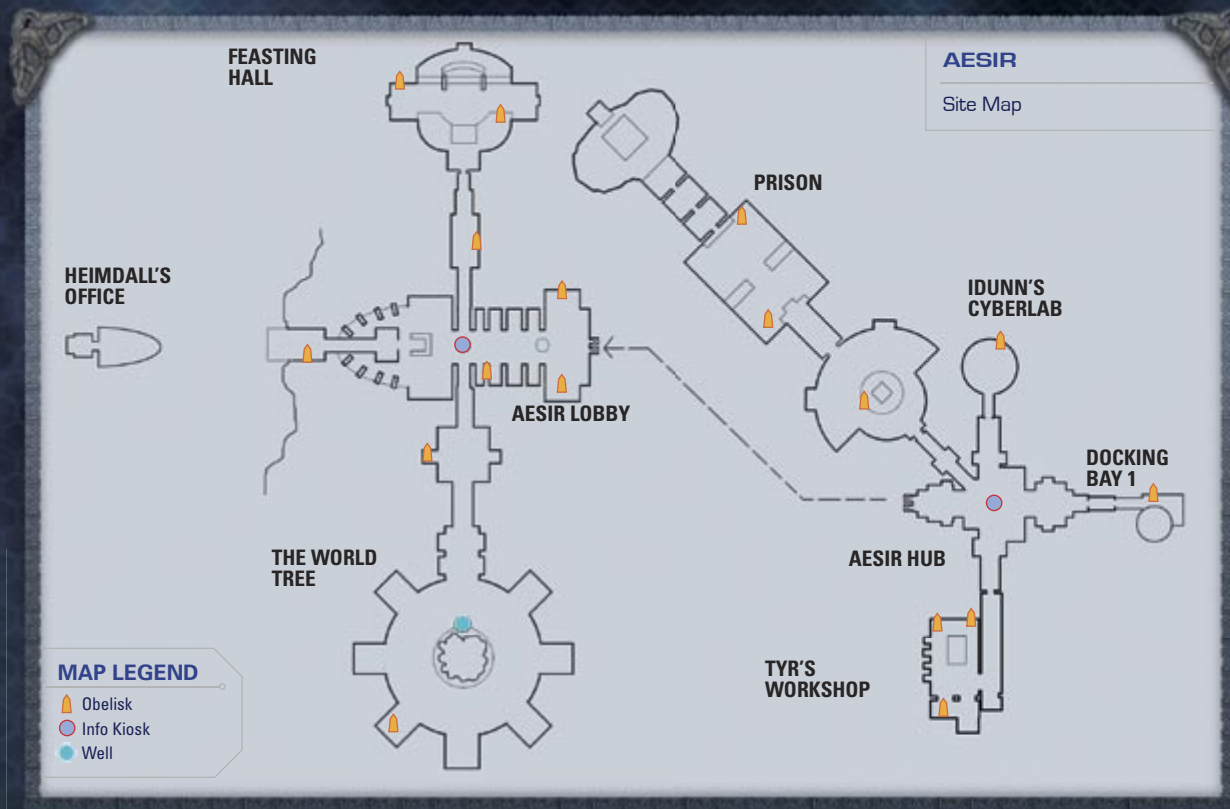 FEASTING
HALL
AESIR
Site Map
PRISON
HEIMDALL'S
OFFICE
IDUNN'S
CYBERLAB
AESIR LOBBY
DOCKING
BAY 1
THE WORLD
TREE
AESIR HUB
TYR'S
WORKSHOP
MAP LEGEND
Obelisk
Info Kiosk
Well